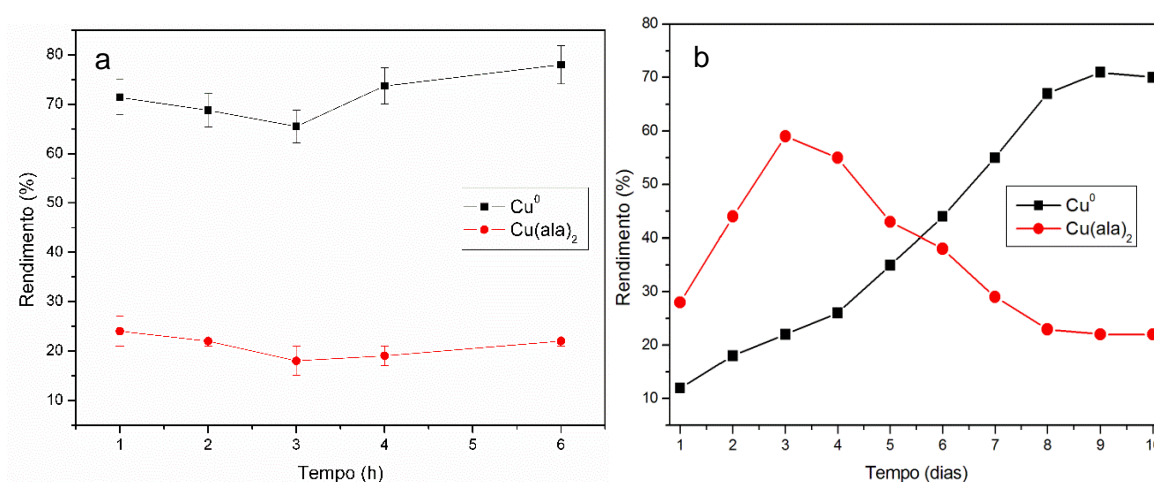 a
80
70
60
50
40
30
20
10
Rendimento (%)
Cu⁰
Cu(ala)₂
1 2 3 4 5 6
Tempo (h)
b
80
70
60
50
40
30
20
10
Rendimento (%)
Cu⁰
Cu(ala)₂
1 2 3 4 5 6 7 8 9 10
Tempo (dias)